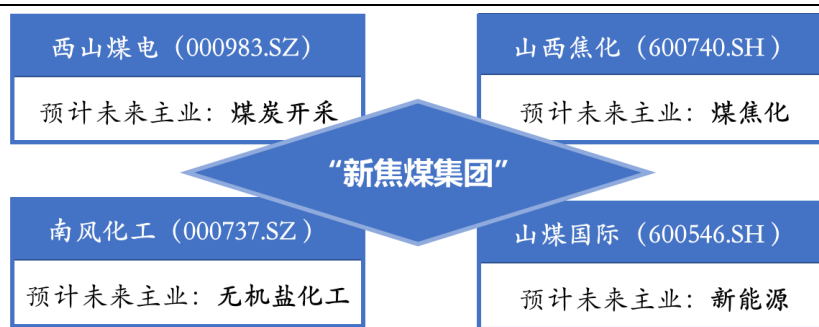 西山煤电（000983.SZ）
预计未来主业：煤炭开采
山西焦化（600740.SH）
预计未来主业：煤焦化
“新焦煤集团”
南风化工（000737.SZ）
预计未来主业：无机盐化工
山煤国际（600546.SH）
预计未来主业：新能源